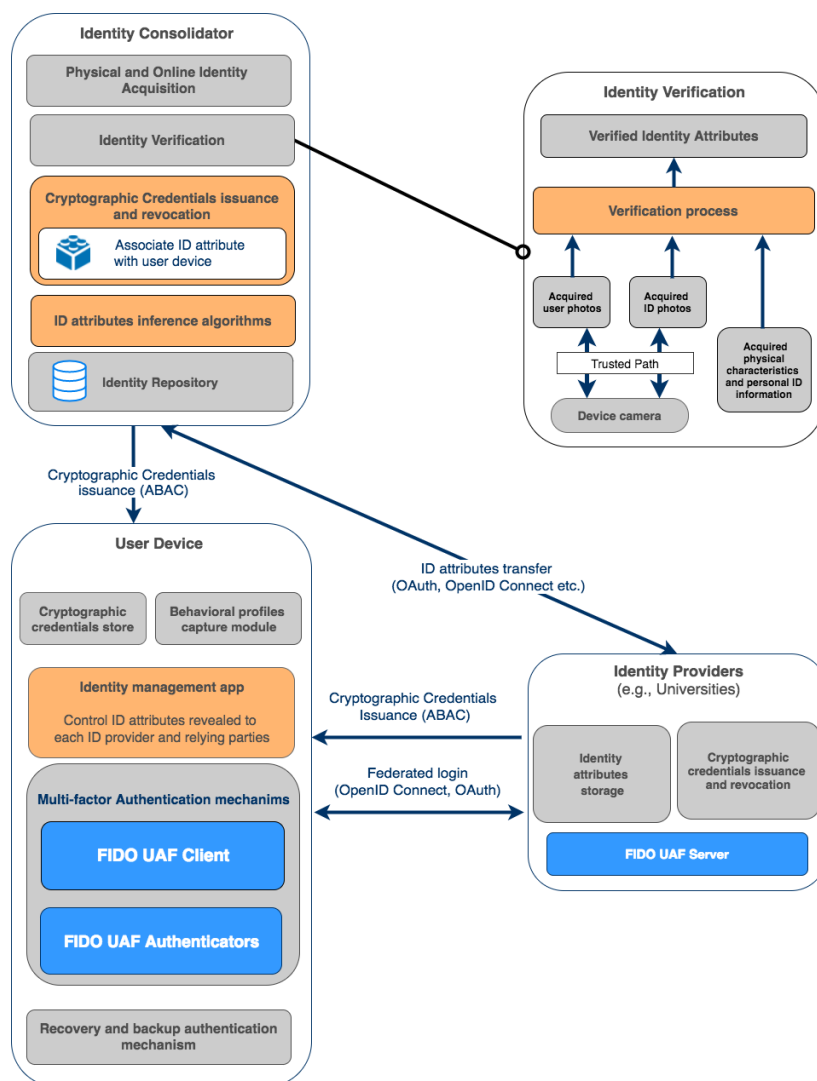 Identity Consolidator
Physical and Online Identity
Acquisition
Identity Verification
Cryptographic Credentials issuance
and revocation
Associate ID attribute
with user device
ID attributes inference algorithms
Identity Repository
Identity Verification
Verified Identity Attributes
Verification process
Acquired
user photos
Acquired
ID photos
Trusted Path
Device camera
Acquired
physical
characteristics
and personal ID
information
Cryptographic Credentials
issuance (ABAC)
ID attributes transfer
(OAuth, OpenID Connect etc.)
User Device
Cryptographic
credentials store
Behavioral profiles
capture module
Identity management app
Control ID attributes revealed to
each ID provider and relying parties
Multi-factor Authentication mechanims
FIDO UAF Client
FIDO UAF Authenticators
Recovery and backup authentication
mechanism
Cryptographic Credentials
Issuance (ABAC)
Federated login
(OpenID Connect, OAuth)
Identity Providers
(e.g., Universities)
Identity
attributes
storage
Cryptographic
credentials issuance
and revocation
FIDO UAF Server